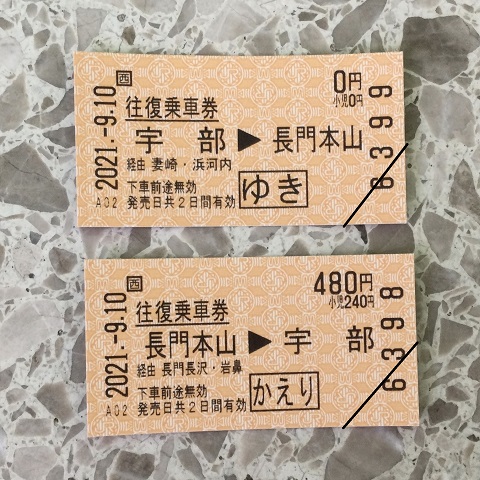 2021.-9.10
西
往復乗車券
0円
小児0円
宇部▶長門本山
経由 妻崎・浜河内
下車前途無効
A02 発売日共2日間有効
ゆき
6399
2021.-9.10
西
往復乗車券
480円
小児240円
長門本山▶宇部
経由 長門長沢・岩鼻
下車前途無効
A02 発売日共2日間有効
かえり
6398